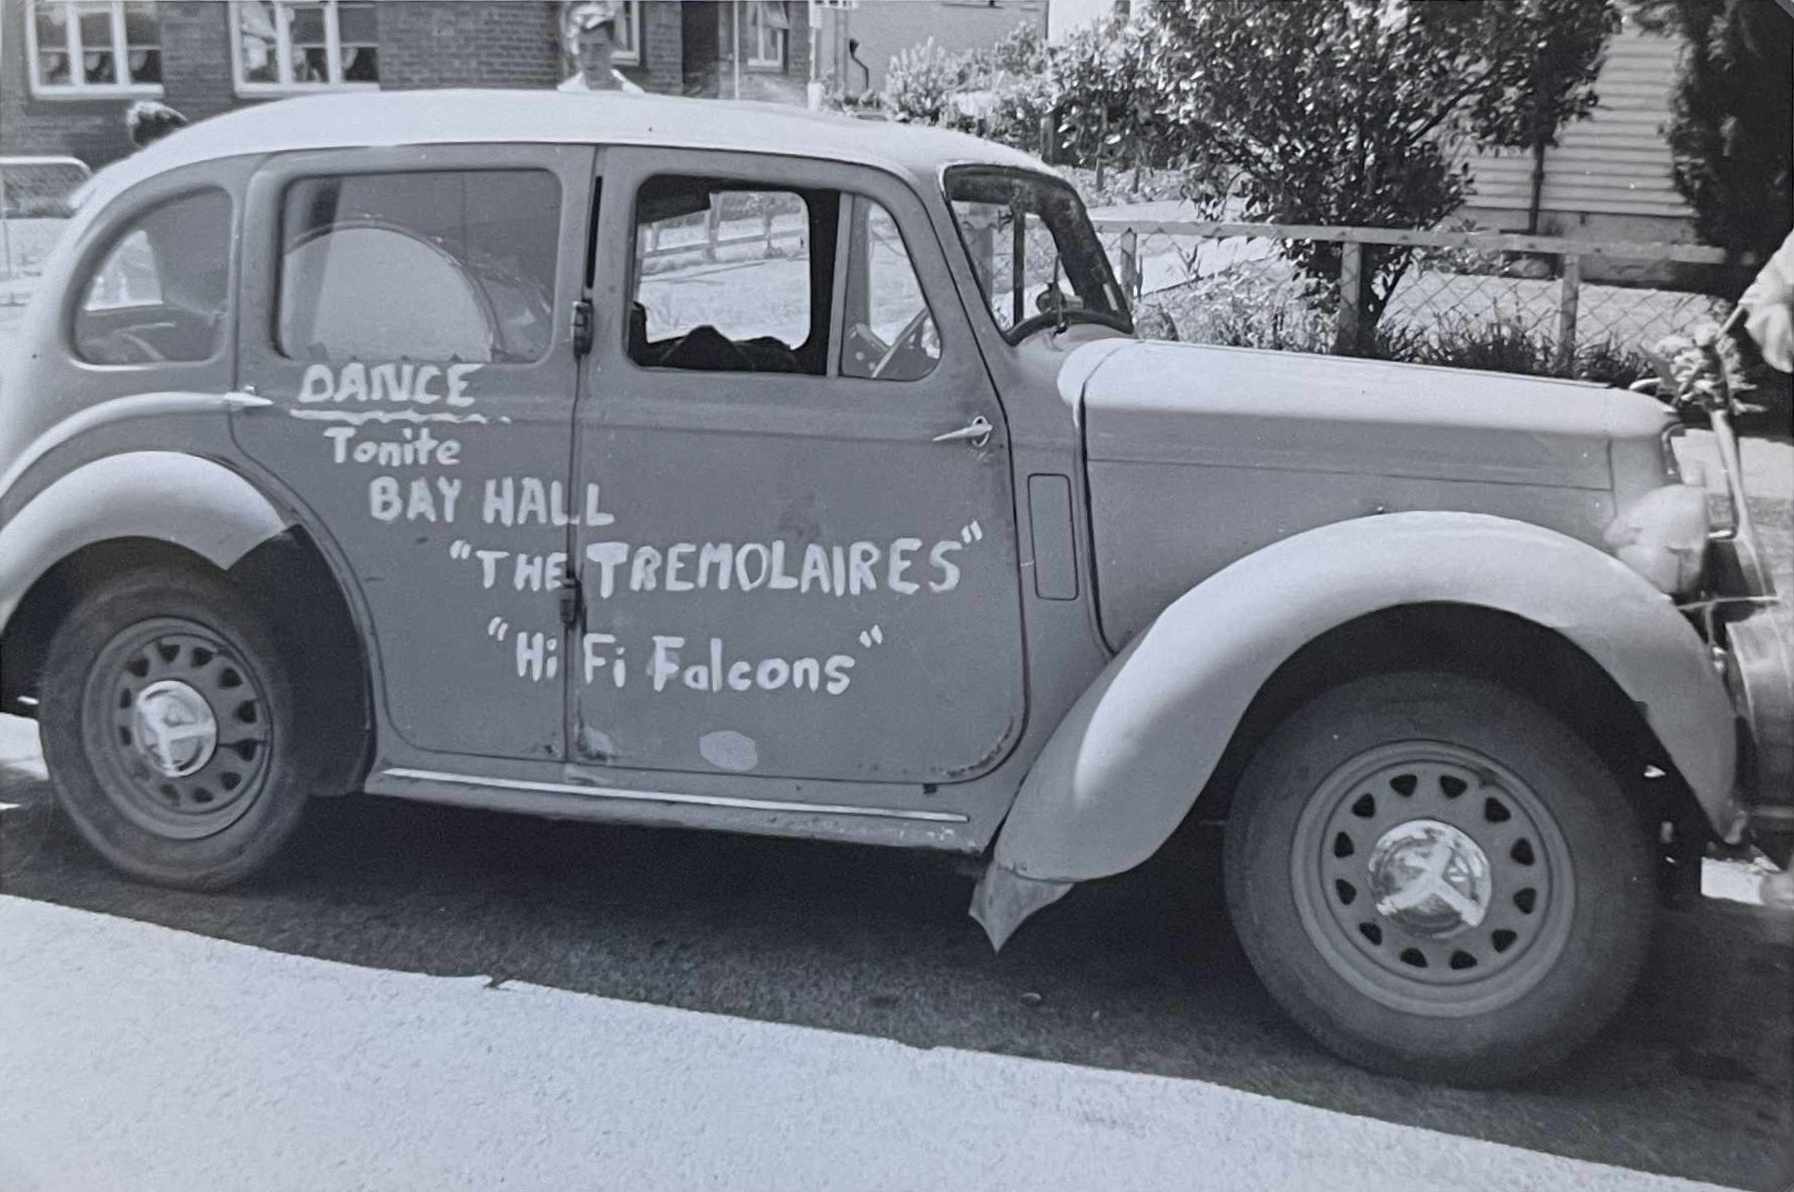 DANCE
Tonite
BAY HALL
"THE TREMOLAIRES"
"Hi Fi Falcons"